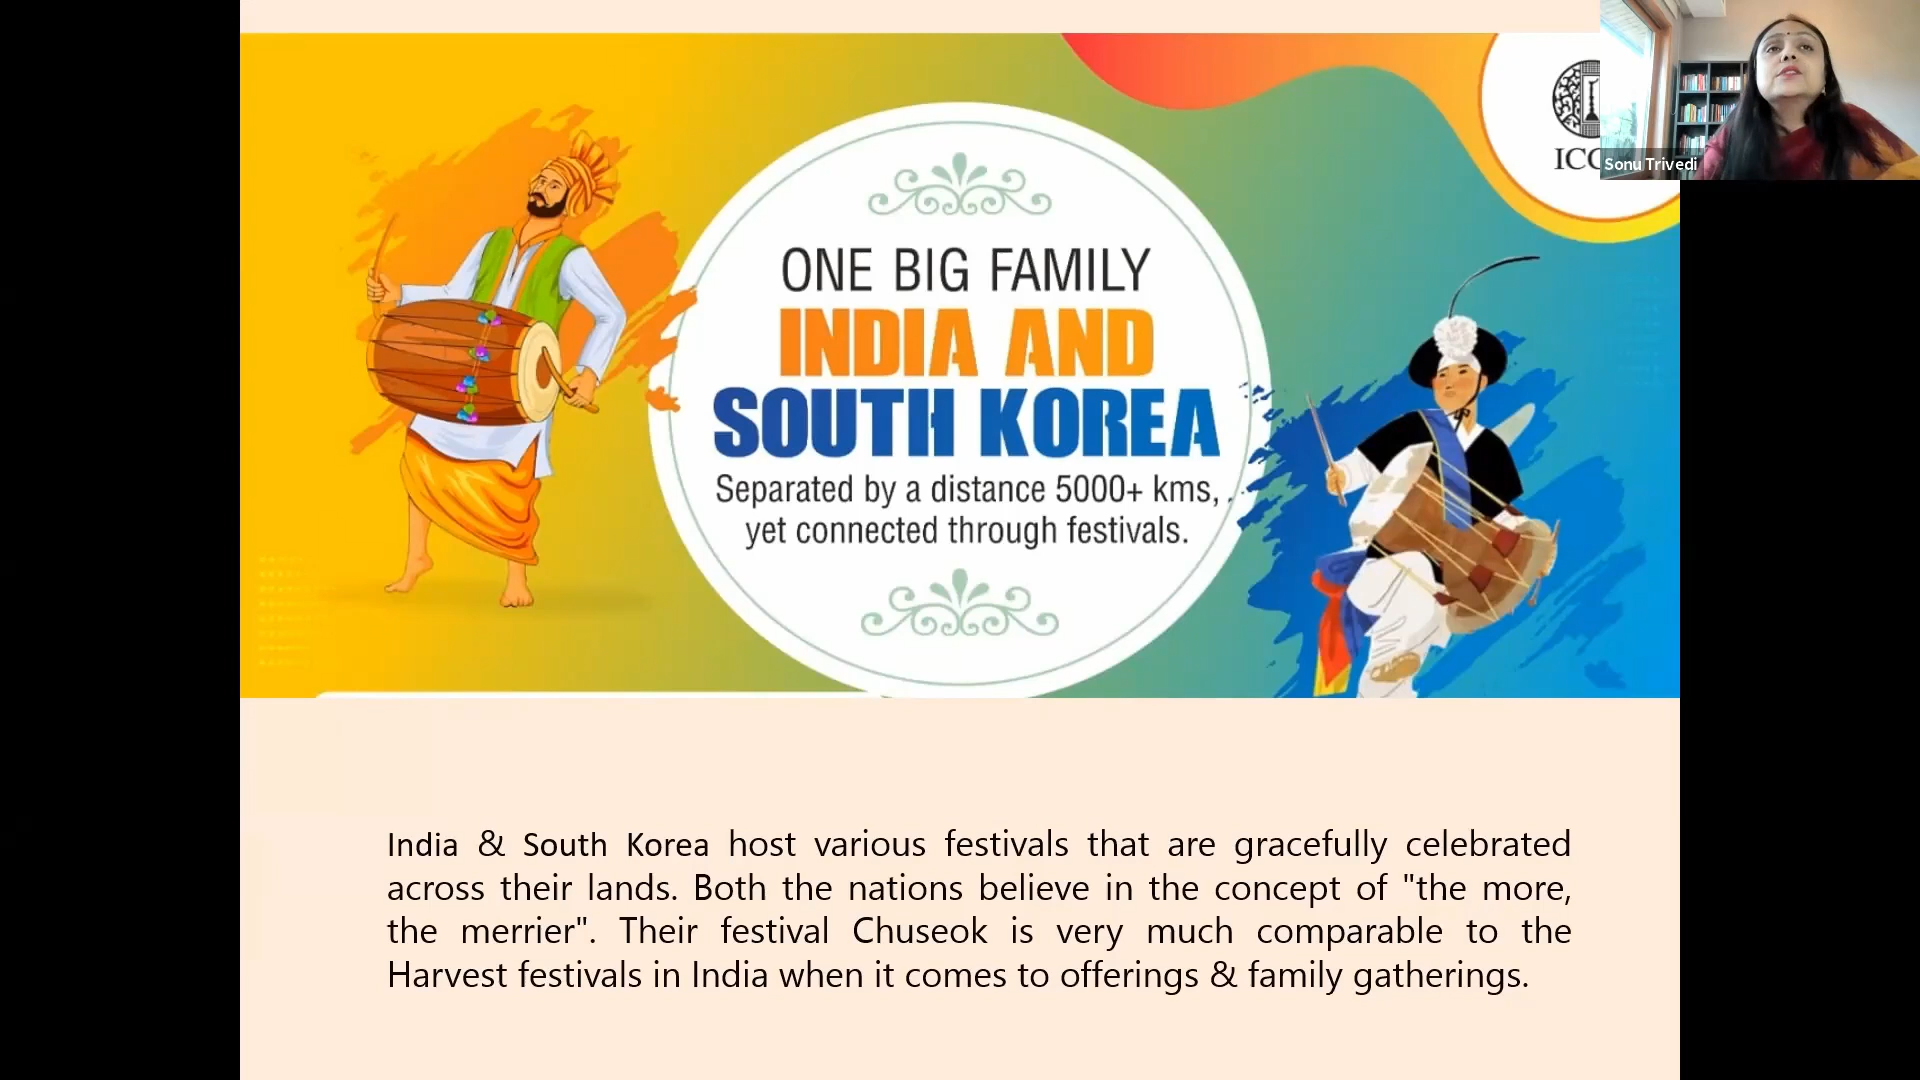 ONE BIG FAMILY
INDIA AND
SOUTH KOREA
Separated by a distance 5000+ kms,
yet connected through festivals.
Sonu Trivedi
India & South Korea host various festivals that are gracefully celebrated
across their lands. Both the nations believe in the concept of "the more,
the merrier". Their festival Chuseok is very much comparable to the
Harvest festivals in India when it comes to offerings & family gatherings.